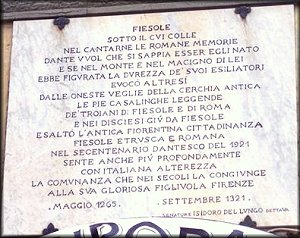 FIESOLE
SOTTO IL CVI COLLE
NEL CANTARNE LE ROMANE MEMORIE
DANTE VVOL CHE SI SAPPIA ESSER EGLI NATO
E SE NEL MONTE E NEL MACIGNO DI LEI
EBBE FIGVRATA LA DVREZZA DE' SVOI ESILIATORI
EVOCÒ ALTRESÌ
DALLE ONESTE VEGLIE DELLA CERCHIA ANTICA
LE PIE CASALINGHE LEGGENDE
DE' TROIANI DI FIESOLE E DI ROMA
E NEI DISCESI GIÙ DA FIESOLE
ESALTÒ L'ANTICA FIORENTINA CITTADINANZA
FIESOLE ETRVSCA E ROMANA
NEL SECENTENARIO DANTESCO DEL 1921
SENTE ANCHE PIÙ PROFONDAMENTE
CON ITALIANA ALTEREZZA
LA COMVNANZA CHE NEI SECOLI LA CONGIVNGE
ALLA SVA GLORIOSA FIGLIVOLA FIRENZE
. MAGGIO 1265. . SETTEMBRE 1321.
SENATORE ISIDORO DEL LVNGO DETTAVA